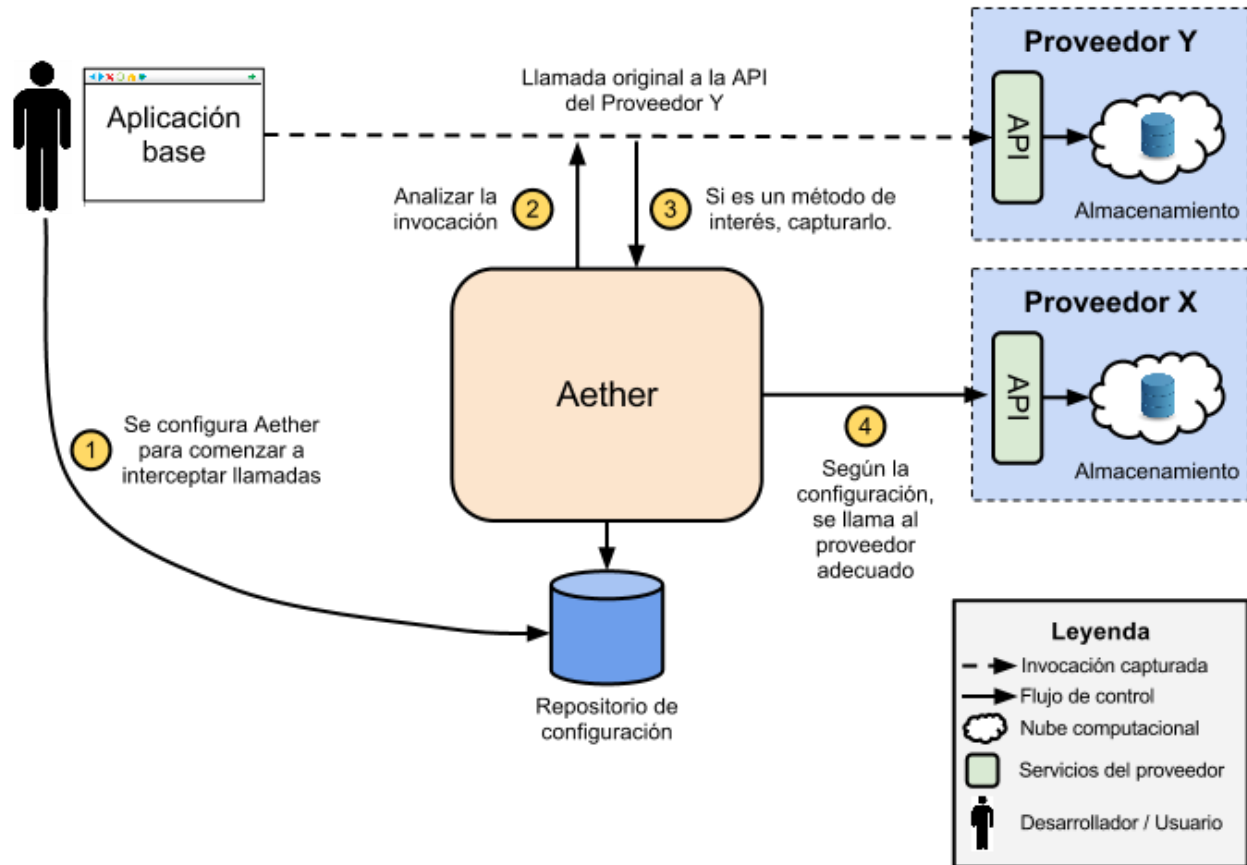 Proveedor Y
Aplicación
base
Llamada original a la API
del Proveedor Y
API
Almacenamiento
Analizar la
invocación
2
3
Si es un método de
interés, capturarlo.
Proveedor X
API
Almacenamiento
Aether
1
Se configura Aether
para comenzar a
interceptar llamadas
4
Según la
configuración,
se llama al
proveedor
adecuado
Repositorio de
configuración
Leyenda
Invocación capturada
Flujo de control
Nube computacional
Servicios del proveedor
Desarrollador / Usuario